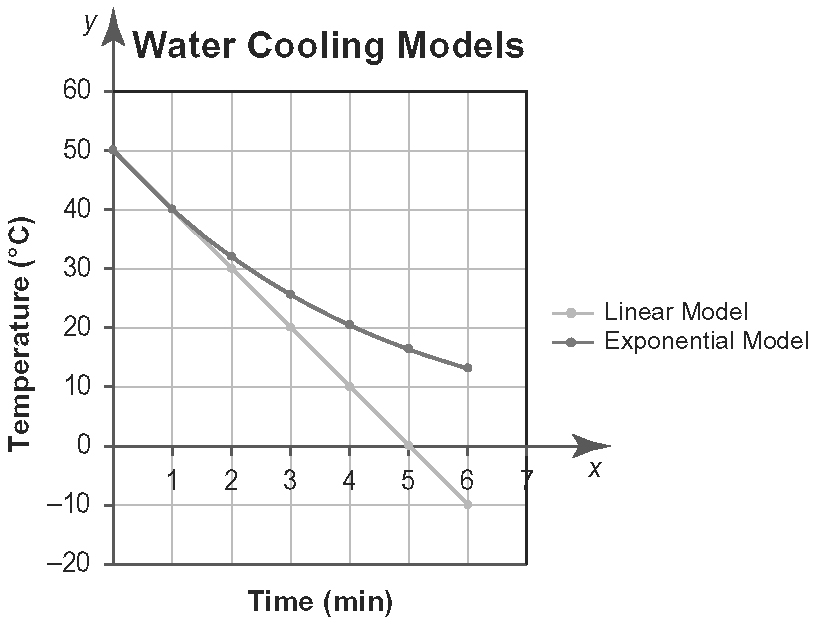 y
Water Cooling Models
60
50
40
30
20
10
0
–10
–20
1 2 3 4 5 6 7
x
Temperature (°C)
Time (min)
Linear Model
Exponential Model